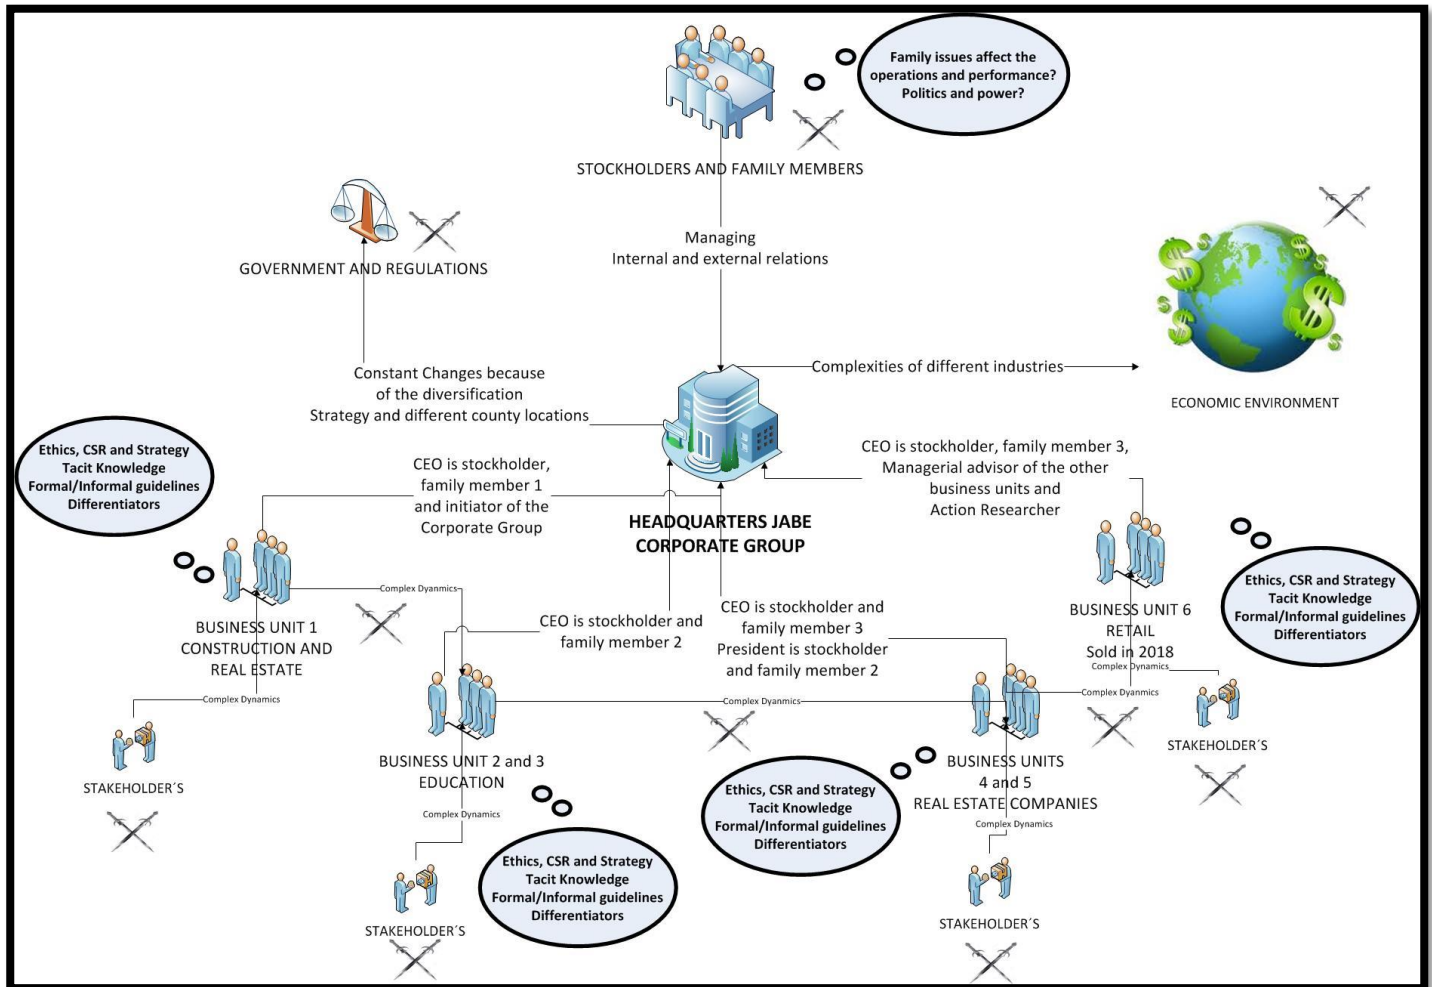 Family issues affect the
operations and performance?
Politics and power?
STOCKHOLDERS AND FAMILY MEMBERS
GOVERNMENT AND REGULATIONS
Managing
Internal and external relations
Constant Changes because
of the diversification
Strategy and different county locations
Complexities of different industries
ECONOMIC ENVIRONMENT
Ethics, CSR and Strategy
Tacit Knowledge
Formal/Informal guidelines
Differentiators
CEO is stockholder,
family member 1
and initiator of the
Corporate Group
HEADQUARTERS JABE
CORPORATE GROUP
CEO is stockholder, family member 3,
Managerial advisor of the other
business units and
Action Researcher
Ethics, CSR and Strategy
Tacit Knowledge
Formal/Informal guidelines
Differentiators
BUSINESS UNIT 1
CONSTRUCTION AND
REAL ESTATE
Complex Dyanmics
CEO is stockholder and
family member 2
CEO is stockholder and
family member 3
President is stockholder
and family member 2
BUSINESS UNIT 6
RETAIL
Sold in 2018
Complex Dynamics
Complex Dynamics
Complex Dyanmics
Complex Dynamics
STAKEHOLDER´S
STAKEHOLDER´S
BUSINESS UNIT 2 and 3
EDUCATION
Complex Dynamics
BUSINESS UNITS
4 and 5
REAL ESTATE COMPANIES
Complex Dynamics
Ethics, CSR and Strategy
Tacit Knowledge
Formal/Informal guidelines
Differentiators
Ethics, CSR and Strategy
Tacit Knowledge
Formal/Informal guidelines
Differentiators
STAKEHOLDER´S
STAKEHOLDER´S